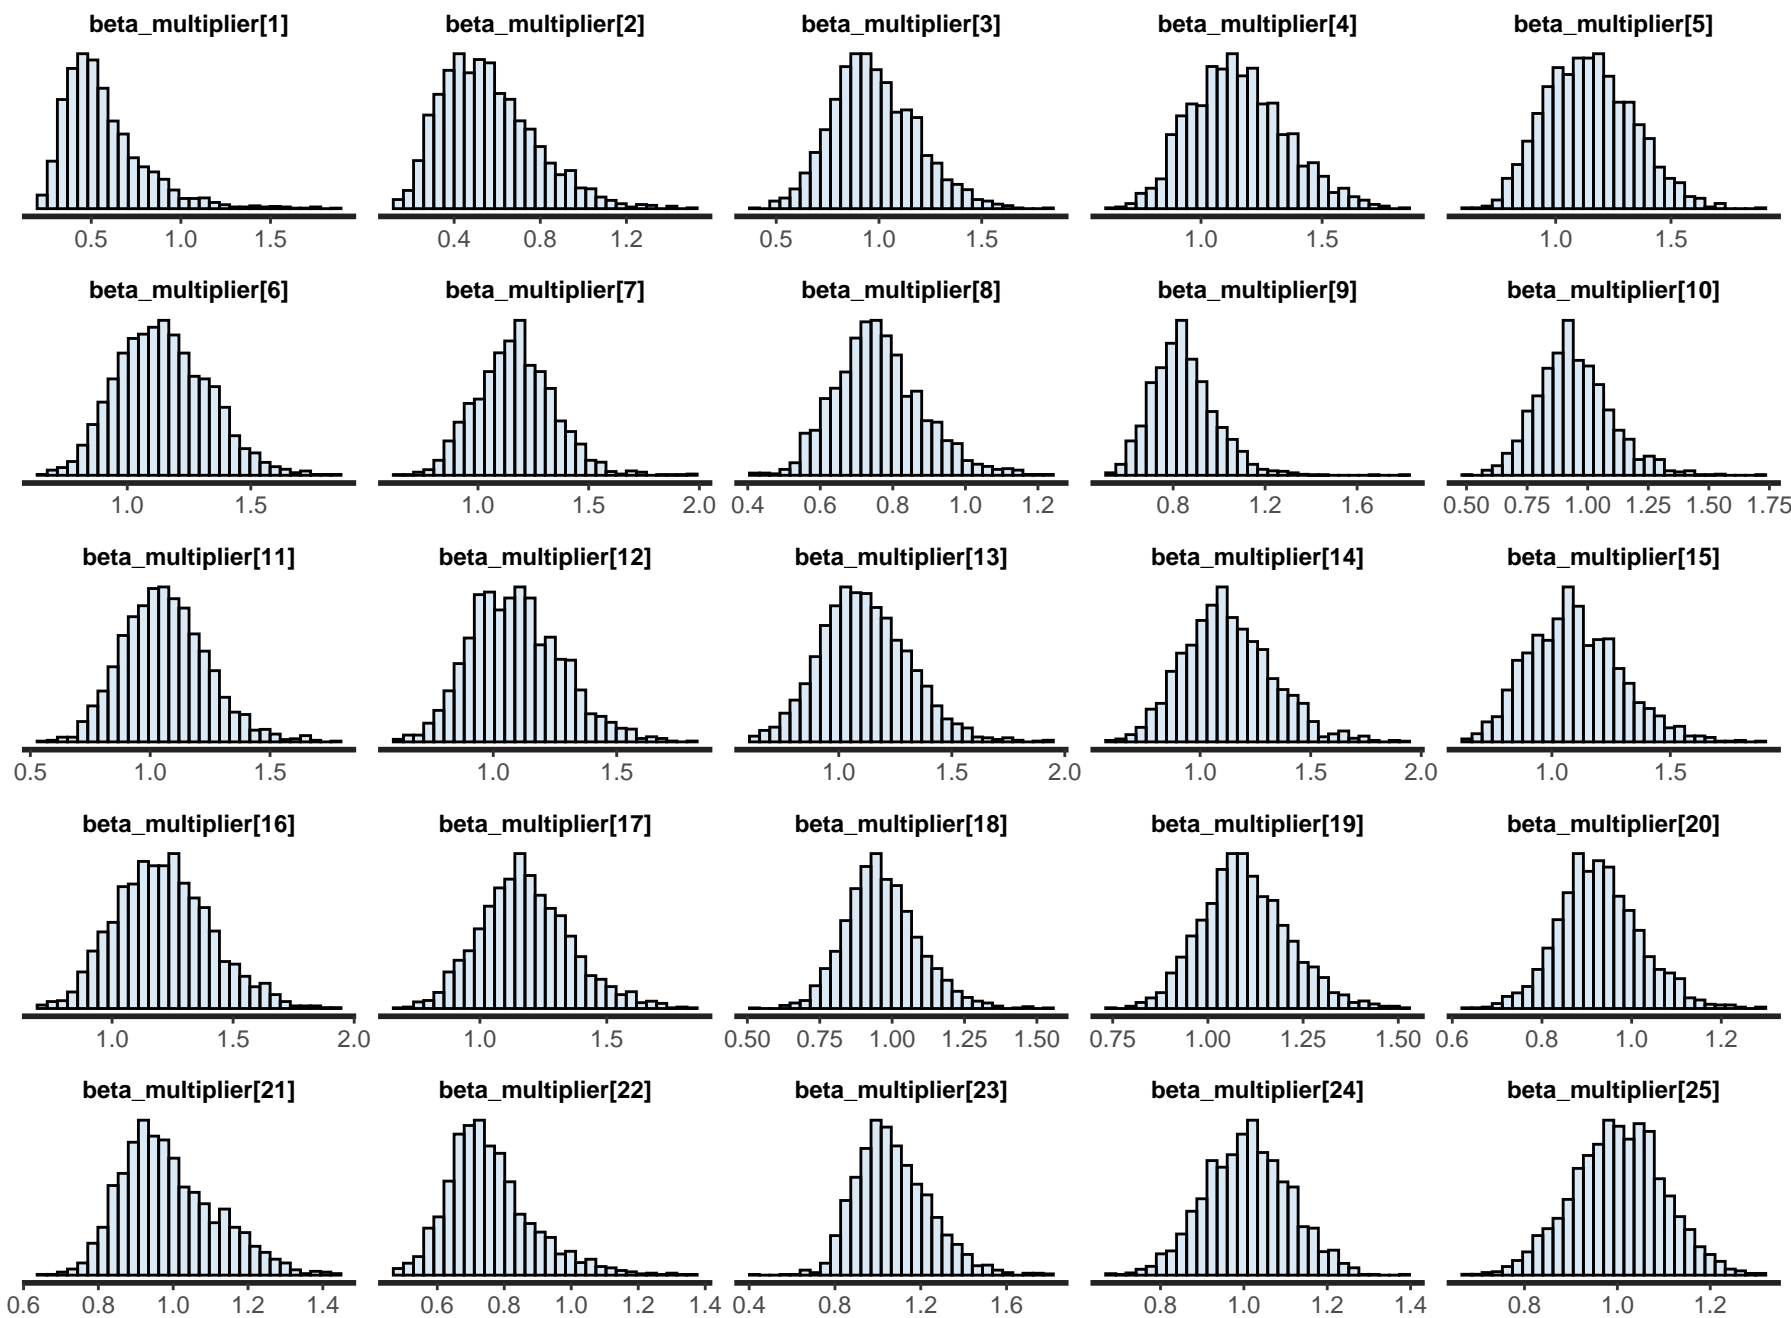 beta_multiplier[1] beta_multiplier[2] beta_multiplier[3] beta_multiplier[4] beta_multiplier[5]
0.5 1.0 1.5 0.4 0.8 1.2 0.5 1.0 1.5 1.0 1.5 1.0 1.5
beta_multiplier[6] beta_multiplier[7] beta_multiplier[8] beta_multiplier[9] beta_multiplier[10]
1.0 1.5 1.0 1.5 2.0 0.4 0.6 0.8 1.0 1.2 0.8 1.2 1.6 0.50 0.75 1.00 1.25 1.50 1.75
beta_multiplier[11] beta_multiplier[12] beta_multiplier[13] beta_multiplier[14] beta_multiplier[15]
0.5 1.0 1.5 1.0 1.5 1.0 1.5 2.0 1.0 1.5 2.0 1.0 1.5
beta_multiplier[16] beta_multiplier[17] beta_multiplier[18] beta_multiplier[19] beta_multiplier[20]
1.0 1.5 2.0 1.0 1.5 0.50 0.75 1.00 1.25 1.50 0.75 1.00 1.25 1.50 0.6 0.8 1.0 1.2
beta_multiplier[21] beta_multiplier[22] beta_multiplier[23] beta_multiplier[24] beta_multiplier[25]
0.6 0.8 1.0 1.2 1.4 0.6 0.8 1.0 1.2 1.4 0.4 0.8 1.2 1.6 0.8 1.0 1.2 1.4 0.8 1.0 1.2